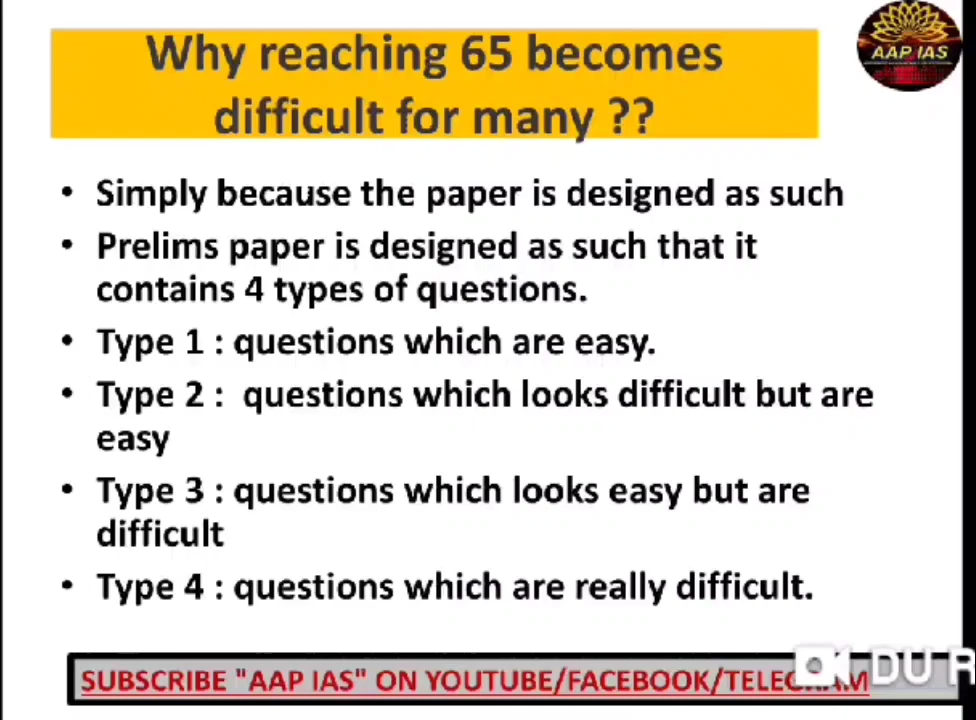 Why reaching 65 becomes
difficult for many ??
AAP IAS
• Simply because the paper is designed as such
• Prelims paper is designed as such that it
contains 4 types of questions.
• Type 1 : questions which are easy.
• Type 2 :  questions which looks difficult but are
easy
• Type 3 : questions which looks easy but are
difficult
• Type 4 : questions which are really difficult.
SUBSCRIBE "AAP IAS" ON YOUTUBE/FACEBOOK/TELEGRAM
DU R